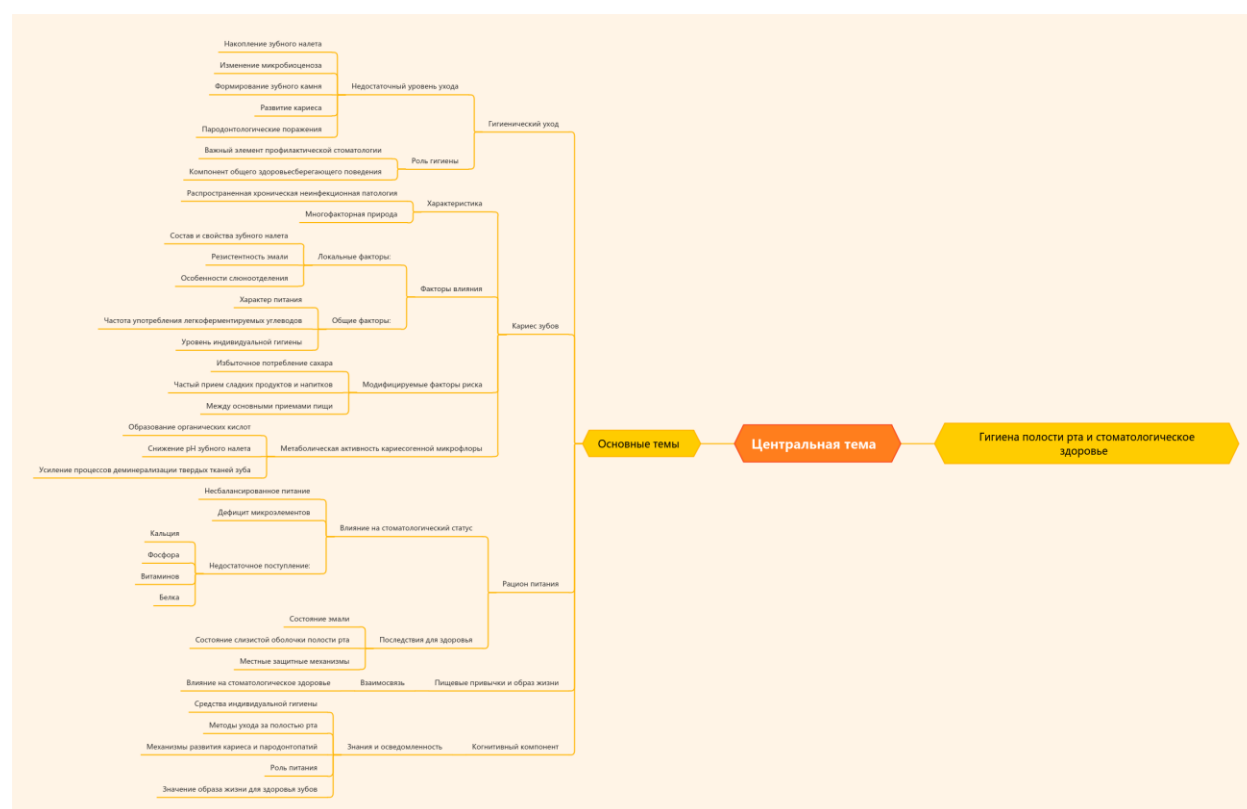 Накопление зубного налета
Изменение микробиоценоза
Формирование зубного камня
Развитие кариеса
Пародонтологические поражения
Недостаточный уровень ухода
Важный элемент профилактической стоматологии
Компонент общего здоровьесберегающего поведения
Роль гигиены
Гигиенический уход
Распространенная хроническая неинфекционная патология
Многофакторная природа
Характеристика
Состав и свойства зубного налета
Резистентность эмали
Особенности слюноотделения
Локальные факторы:
Характер питания
Частота употребления легкоферментируемых углеводов
Уровень индивидуальной гигиены
Общие факторы:
Факторы влияния
Избыточное потребление сахара
Частый прием сладких продуктов и напитков
Между основными приемами пищи
Модифицируемые факторы риска
Образование органических кислот
Снижение pH зубного налета
Усиление процессов деминерализации твердых тканей зуба
Метаболическая активность кариесогенной микрофлоры
Кариес зубов
Несбалансированное питание
Дефицит микроэлементов
Кальция
Фосфора
Витаминов
Белка
Недостаточное поступление:
Влияние на стоматологический статус
Состояние эмали
Состояние слизистой оболочки полости рта
Местные защитные механизмы
Последствия для здоровья
Рацион питания
Влияние на стоматологическое здоровье
Взаимосвязь
Пищевые привычки и образ жизни
Средства индивидуальной гигиены
Методы ухода за полостью рта
Механизмы развития кариеса и пародонтопатий
Роль питания
Значение образа жизни для здоровья зубов
Знания и осведомленность
Когнитивный компонент
Основные темы
Центральная тема
Гигиена полости рта и стоматологическое
здоровье